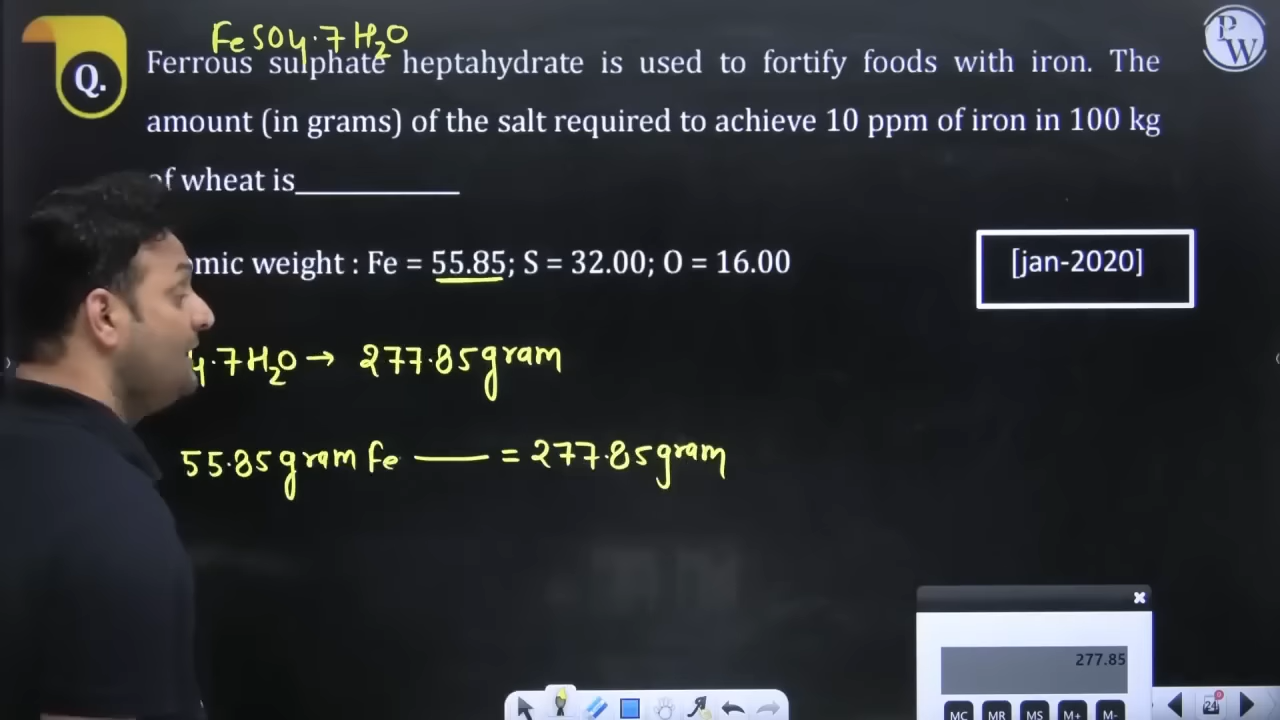 FeSO4·7H₂O
Q.
Ferrous sulphate heptahydrate is used to fortify foods with iron. The
amount (in grams) of the salt required to achieve 10 ppm of iron in 100 kg
of wheat is__________
mic weight : Fe = 55.85; S = 32.00; O = 16.00
[jan-2020]
4·7H₂O → 277.85 gram
55.85 gram Fe —— = 277.85 gram
PW
277.85
MC MR MS M+ M-
24